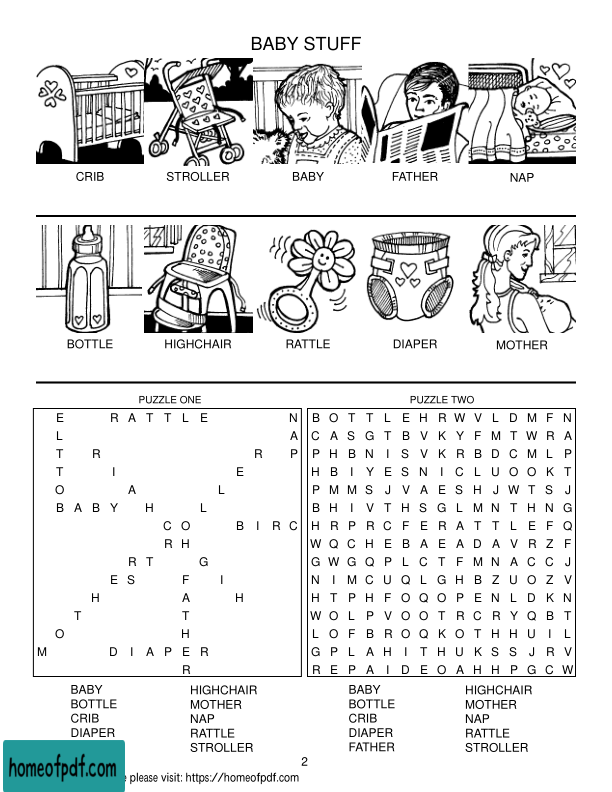 BABY STUFF
CRIB STROLLER BABY FATHER NAP
BOTTLE HIGHCHAIR RATTLE DIAPER MOTHER
PUZZLE ONE PUZZLE TWO
E R A T T L E N B O T T L E H R W V L D M F N
L A C A S G T B V K Y F M T W R A
T R R P P H B N I S V K R B D C M L P
T I E H B I Y E S N I C L U O O K T
O A L P M M S J V A E S H J W T S J
B A B Y H L B H I V T H S G L M N T H N G
C O B I R C H R P R C F E R A T T L E F Q
R H W Q C H E B A E A D A V R Z F
R T G G W G Q P L C T F M N A C C J
E S F I N I M C U Q L G H B Z U O Z V
H A H H T P H F O Q O P E N L D K N
T T W O L P V O O T R C R Y Q B T
O H L O F B R O Q K O T H H U I L
M D I A P E R G P L A H I T H U K S S J R V
R R E P A I D E O A H H P G C W
BABY HIGHCHAIR BABY HIGHCHAIR
BOTTLE MOTHER BOTTLE MOTHER
CRIB NAP CRIB NAP
DIAPER RATTLE DIAPER RATTLE
STROLLER FATHER STROLLER
2
homeofpdf.com
please visit: https://homeofpdf.com